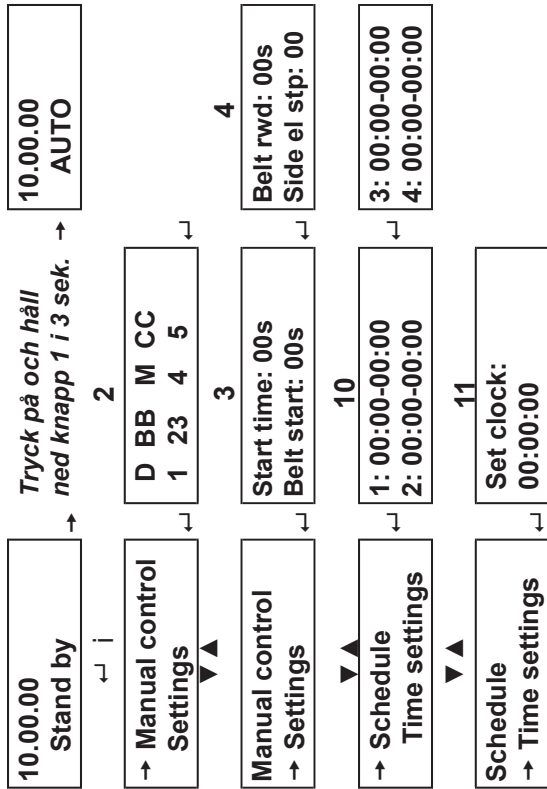 10.00.00
Stand by
→ Tryck på och håll
ned knapp 1 i 3 sek. →
10.00.00
AUTO
↵ i
2
→ Manual control
Settings
↵
D BB M CC
1 23 4 5
↵
▼ ▲
3
4
Manual control
→ Settings
↵
Start time: 00s
Belt start: 00s
↵
Belt rwd: 00s
Side el stp: 00
▼ ▲
10
→ Schedule
Time settings
↵
1: 00:00-00:00
2: 00:00-00:00
↵
3: 00:00-00:00
4: 00:00-00:00
▼ ▲
11
Schedule
→ Time settings
↵
Set clock:
00:00:00